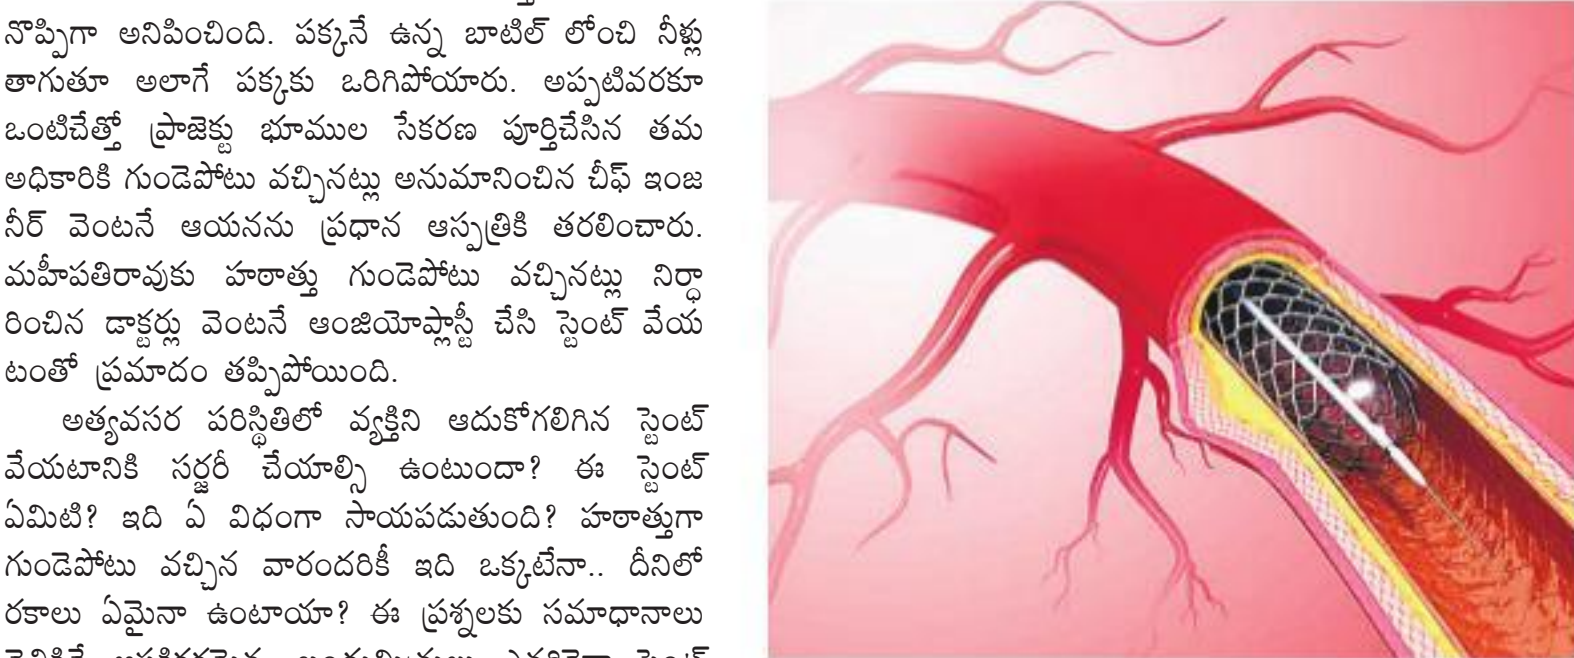 నొప్పిగా అనిపించింది. పక్కనే ఉన్న బాటిల్ లోంచి నీళ్లు
తాగుతూ అలాగే పక్కకు ఒరిగిపోయారు. అప్పటివరకూ
ఒంటిచేత్తో ప్రాజెక్టు భూముల సేకరణ పూర్తిచేసిన తమ
అధికారికి గుండెపోటు వచ్చినట్లు అనుమానించిన చీఫ్ ఇంజ
నీర్ వెంటనే ఆయనను ప్రధాన ఆస్పత్రికి తరలించారు.
మహీపతిరావుకు హఠాత్తు గుండెపోటు వచ్చినట్లు నిర్ధా
రించిన డాక్టర్లు వెంటనే ఆంజియోప్లాస్టీ చేసి స్టెంట్ వేయ
టంతో ప్రమాదం తప్పిపోయింది.
అత్యవసర పరిస్థితిలో వ్యక్తిని ఆదుకోగలిగిన స్టెంట్
వేయటానికి సర్జరీ చేయాల్సి ఉంటుందా? ఈ స్టెంట్
ఏమిటి? ఇది ఏ విధంగా సాయపడుతుంది? హఠాత్తుగా
గుండెపోటు వచ్చిన వారందరికీ ఇది ఒక్కటేనా.. దీనిలో
రకాలు ఏమైనా ఉంటాయా? ఈ ప్రశ్నలకు సమాధానాలు